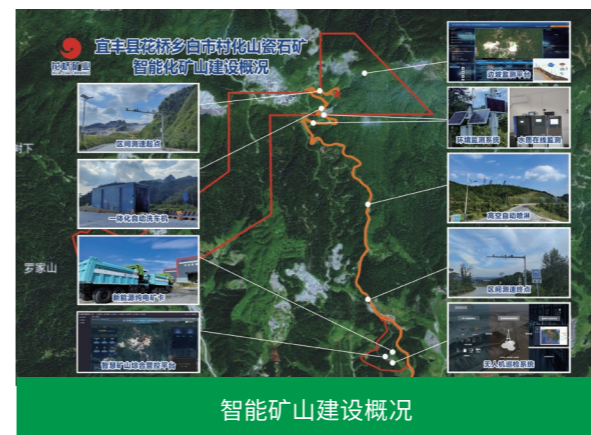 宜丰县花桥乡白市村化山瓷石矿
智能化矿山建设概况
区间测速起点
一体化自动洗车机
新能源纯电矿卡
智慧矿山综合管控平台
边坡监测平台
环境监测系统
水质在线监测
高空自动喷淋
区间测速终点
无人机巡检系统
树下
罗家山
智能矿山建设概况